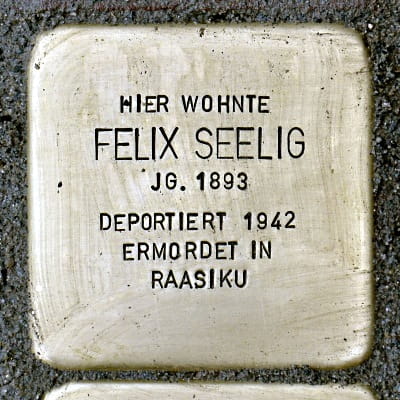 HIER WOHNTE
FELIX SEELIG
JG. 1893
DEPORTIERT 1942
ERMORDET IN
RAASIKU